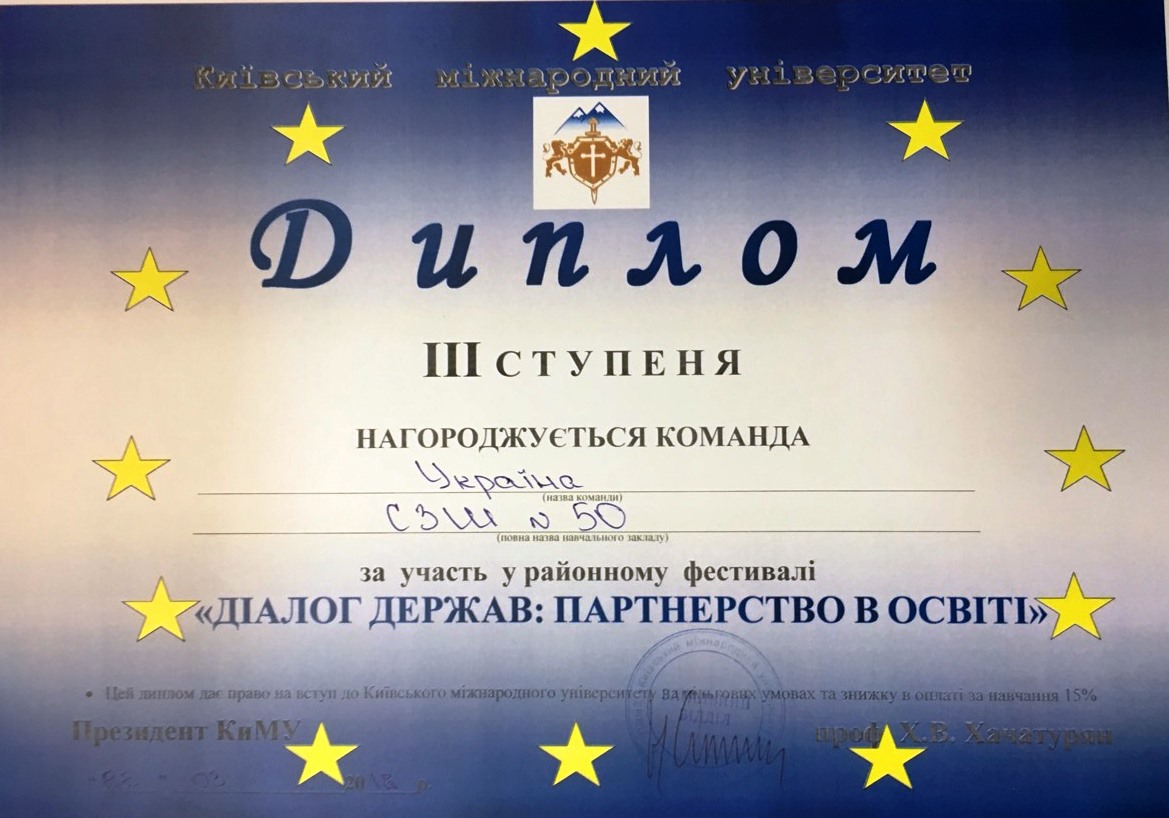 Київський міжнародний університет
Диплом
ІІІ СТУПЕНЯ
НАГОРОДЖУЄТЬСЯ КОМАНДА
Україна
(назва команди)
СЗШ N 50
(повна назва навчального закладу)
за участь у районному фестивалі
«ДІАЛОГ ДЕРЖАВ: ПАРТНЕРСТВО В ОСВІТІ»
• Цей диплом дає право на вступ до Київського міжнародного університету на пільгових умовах та знижку в оплаті за навчання 15%
Президент КиМУ проф. Х.В. Хачатурян